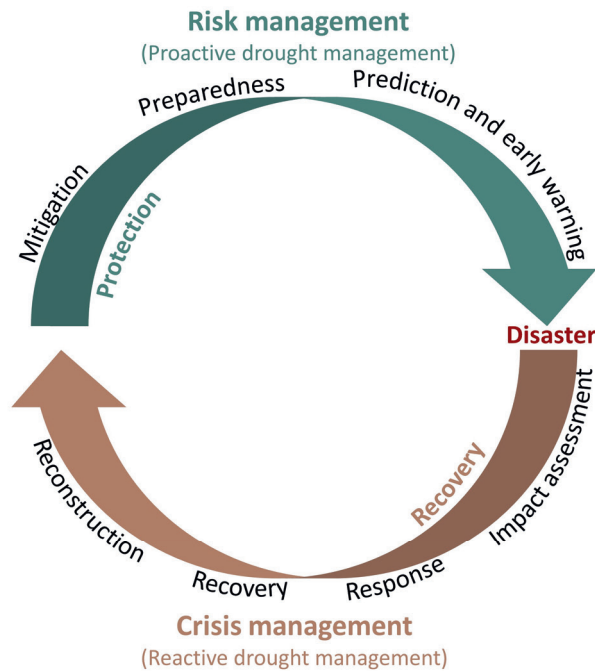 Risk management
(Proactive drought management)
Mitigation
Preparedness
Prediction and early warning
Protection
Disaster
Impact assessment
Response
Recovery
Recovery
Reconstruction
Crisis management
(Reactive drought management)